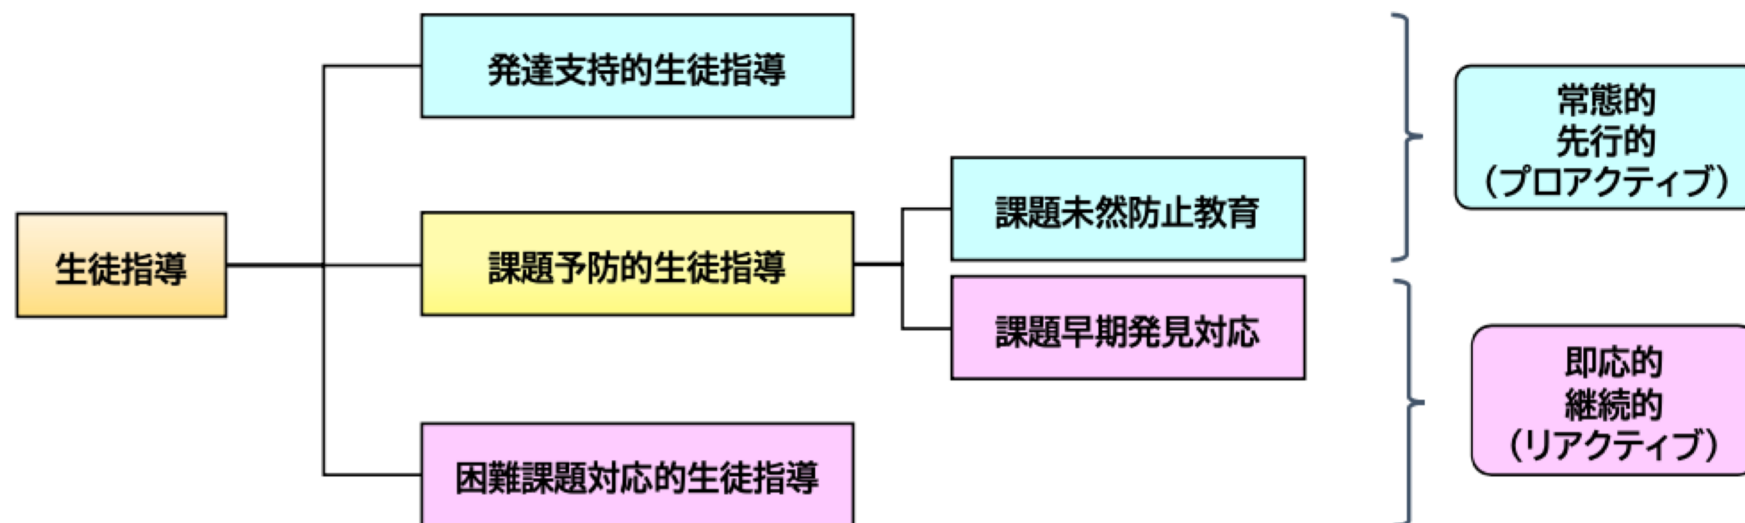 発達支持的生徒指導
常態的
先行的
（プロアクティブ）
課題未然防止教育
生徒指導
課題予防的生徒指導
課題早期発見対応
即応的
継続的
（リアクティブ）
困難課題対応的生徒指導